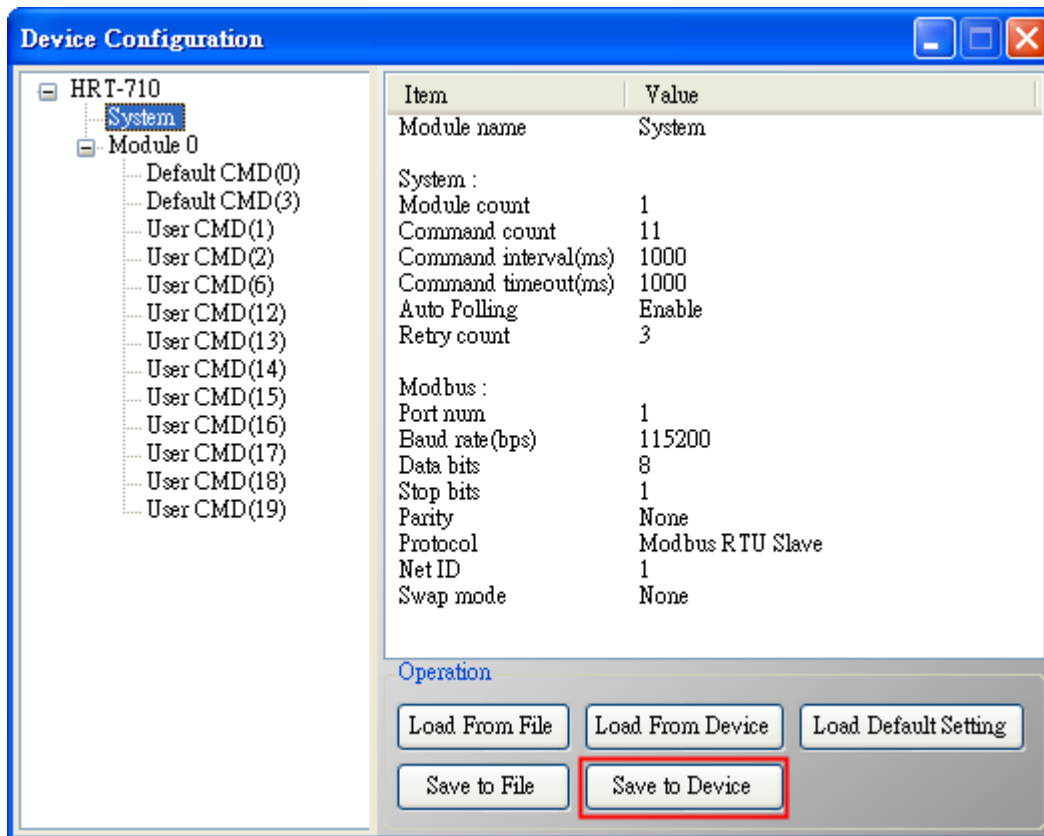 Device Configuration
HRT-710
System
Module 0
Default CMD(0)
Default CMD(3)
User CMD(1)
User CMD(2)
User CMD(6)
User CMD(12)
User CMD(13)
User CMD(14)
User CMD(15)
User CMD(16)
User CMD(17)
User CMD(18)
User CMD(19)
Item Value
Module name System
System :
Module count 1
Command count 11
Command interval(ms) 1000
Command timeout(ms) 1000
Auto Polling Enable
Retry count 3
Modbus :
Port num 1
Baud rate(bps) 115200
Data bits 8
Stop bits 1
Parity None
Protocol Modbus RTU Slave
Net ID 1
Swap mode None
Operation
Load From File Load From Device Load Default Setting
Save to File Save to Device